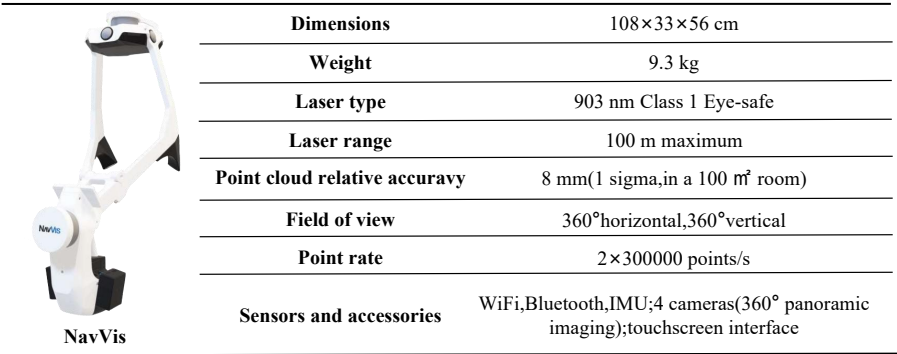 Dimensions 108×33×56 cm
Weight 9.3 kg
Laser type 903 nm Class 1 Eye-safe
Laser range 100 m maximum
Point cloud relative accuravy 8 mm(1 sigma,in a 100 ㎡ room)
Field of view 360°horizontal,360°vertical
NAVVIS
Point rate 2×300000 points/s
Sensors and accessories WiFi,Bluetooth,IMU;4 cameras(360° panoramic
imaging);touchscreen interface
NavVis